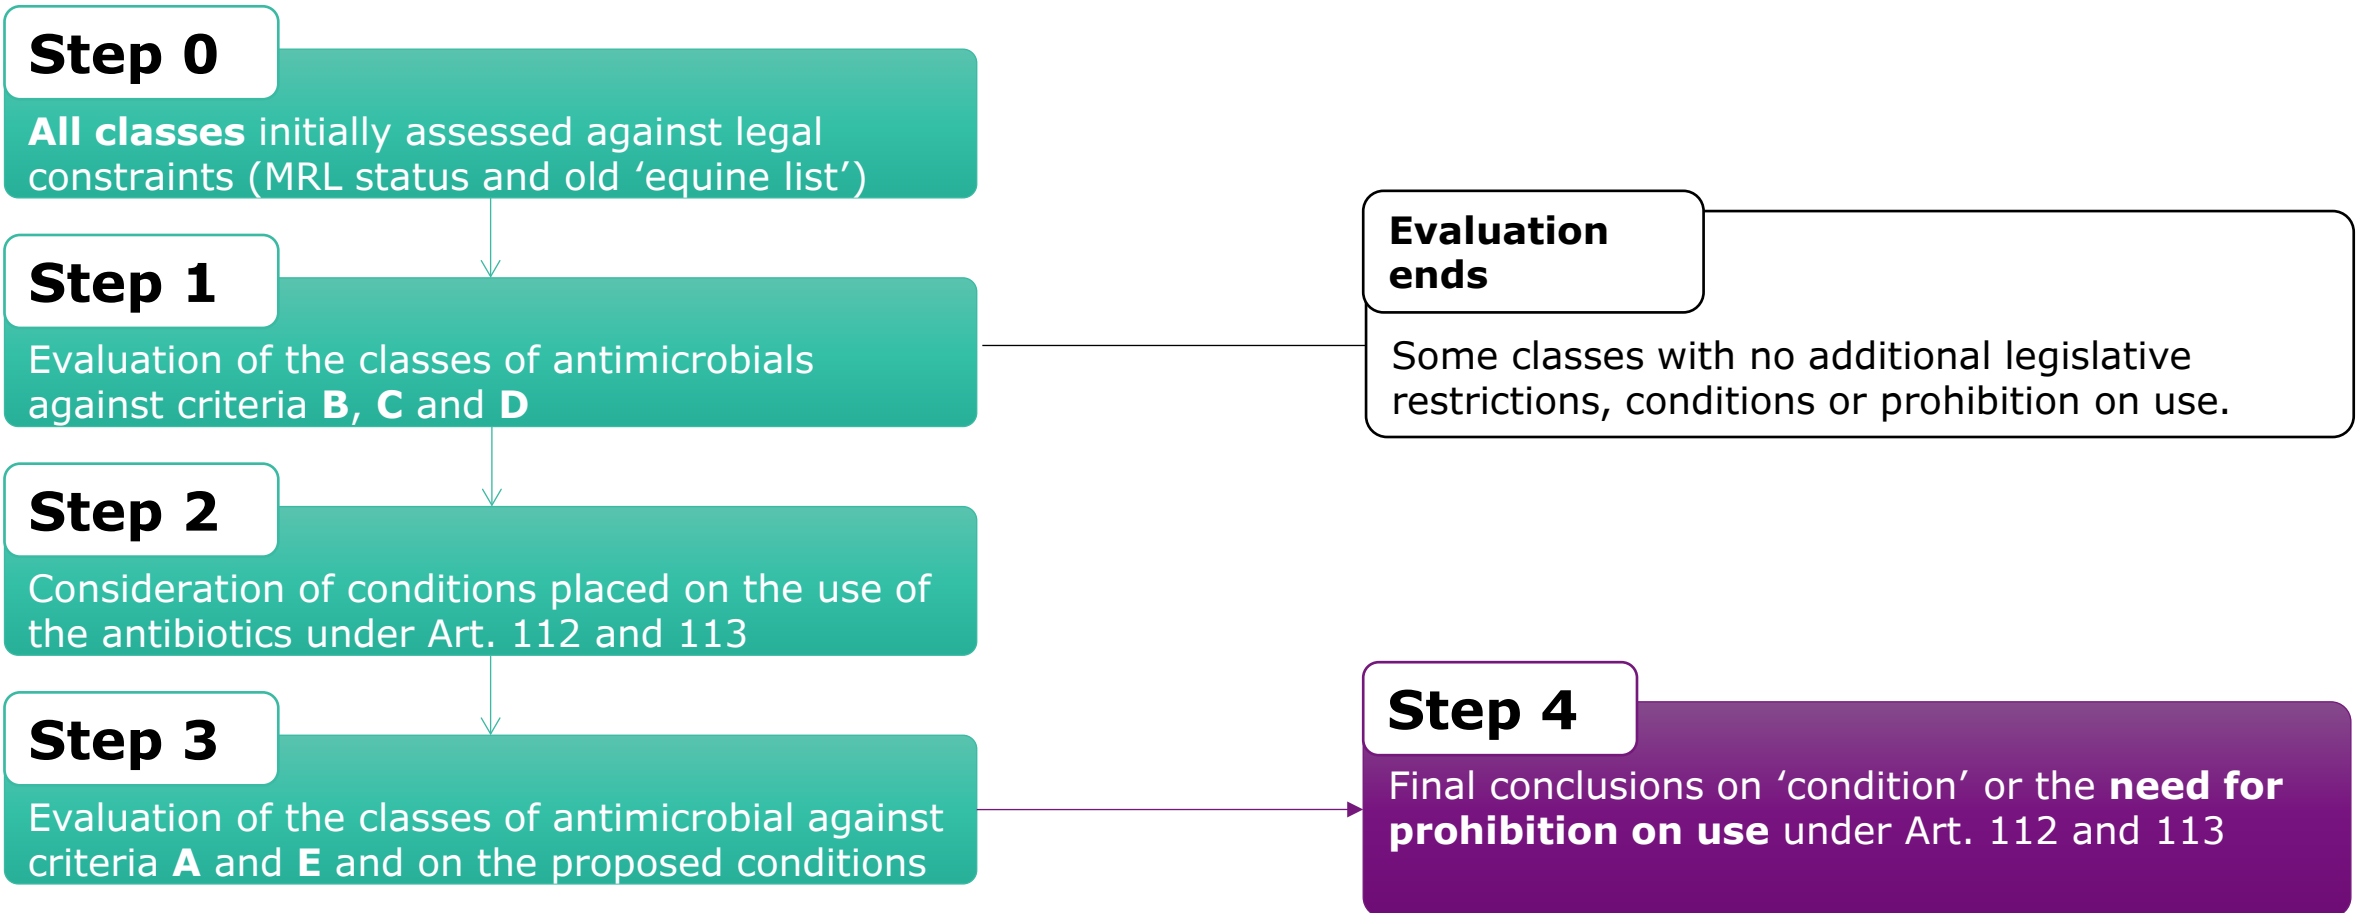 Step 0
All classes initially assessed against legal
constraints (MRL status and old ‘equine list’)
Step 1
Evaluation of the classes of antimicrobials
against criteria B, C and D
Evaluation
ends
Some classes with no additional legislative
restrictions, conditions or prohibition on use.
Step 2
Consideration of conditions placed on the use of
the antibiotics under Art. 112 and 113
Step 3
Evaluation of the classes of antimicrobial against
criteria A and E and on the proposed conditions
Step 4
Final conclusions on ‘condition’ or the need for
prohibition on use under Art. 112 and 113